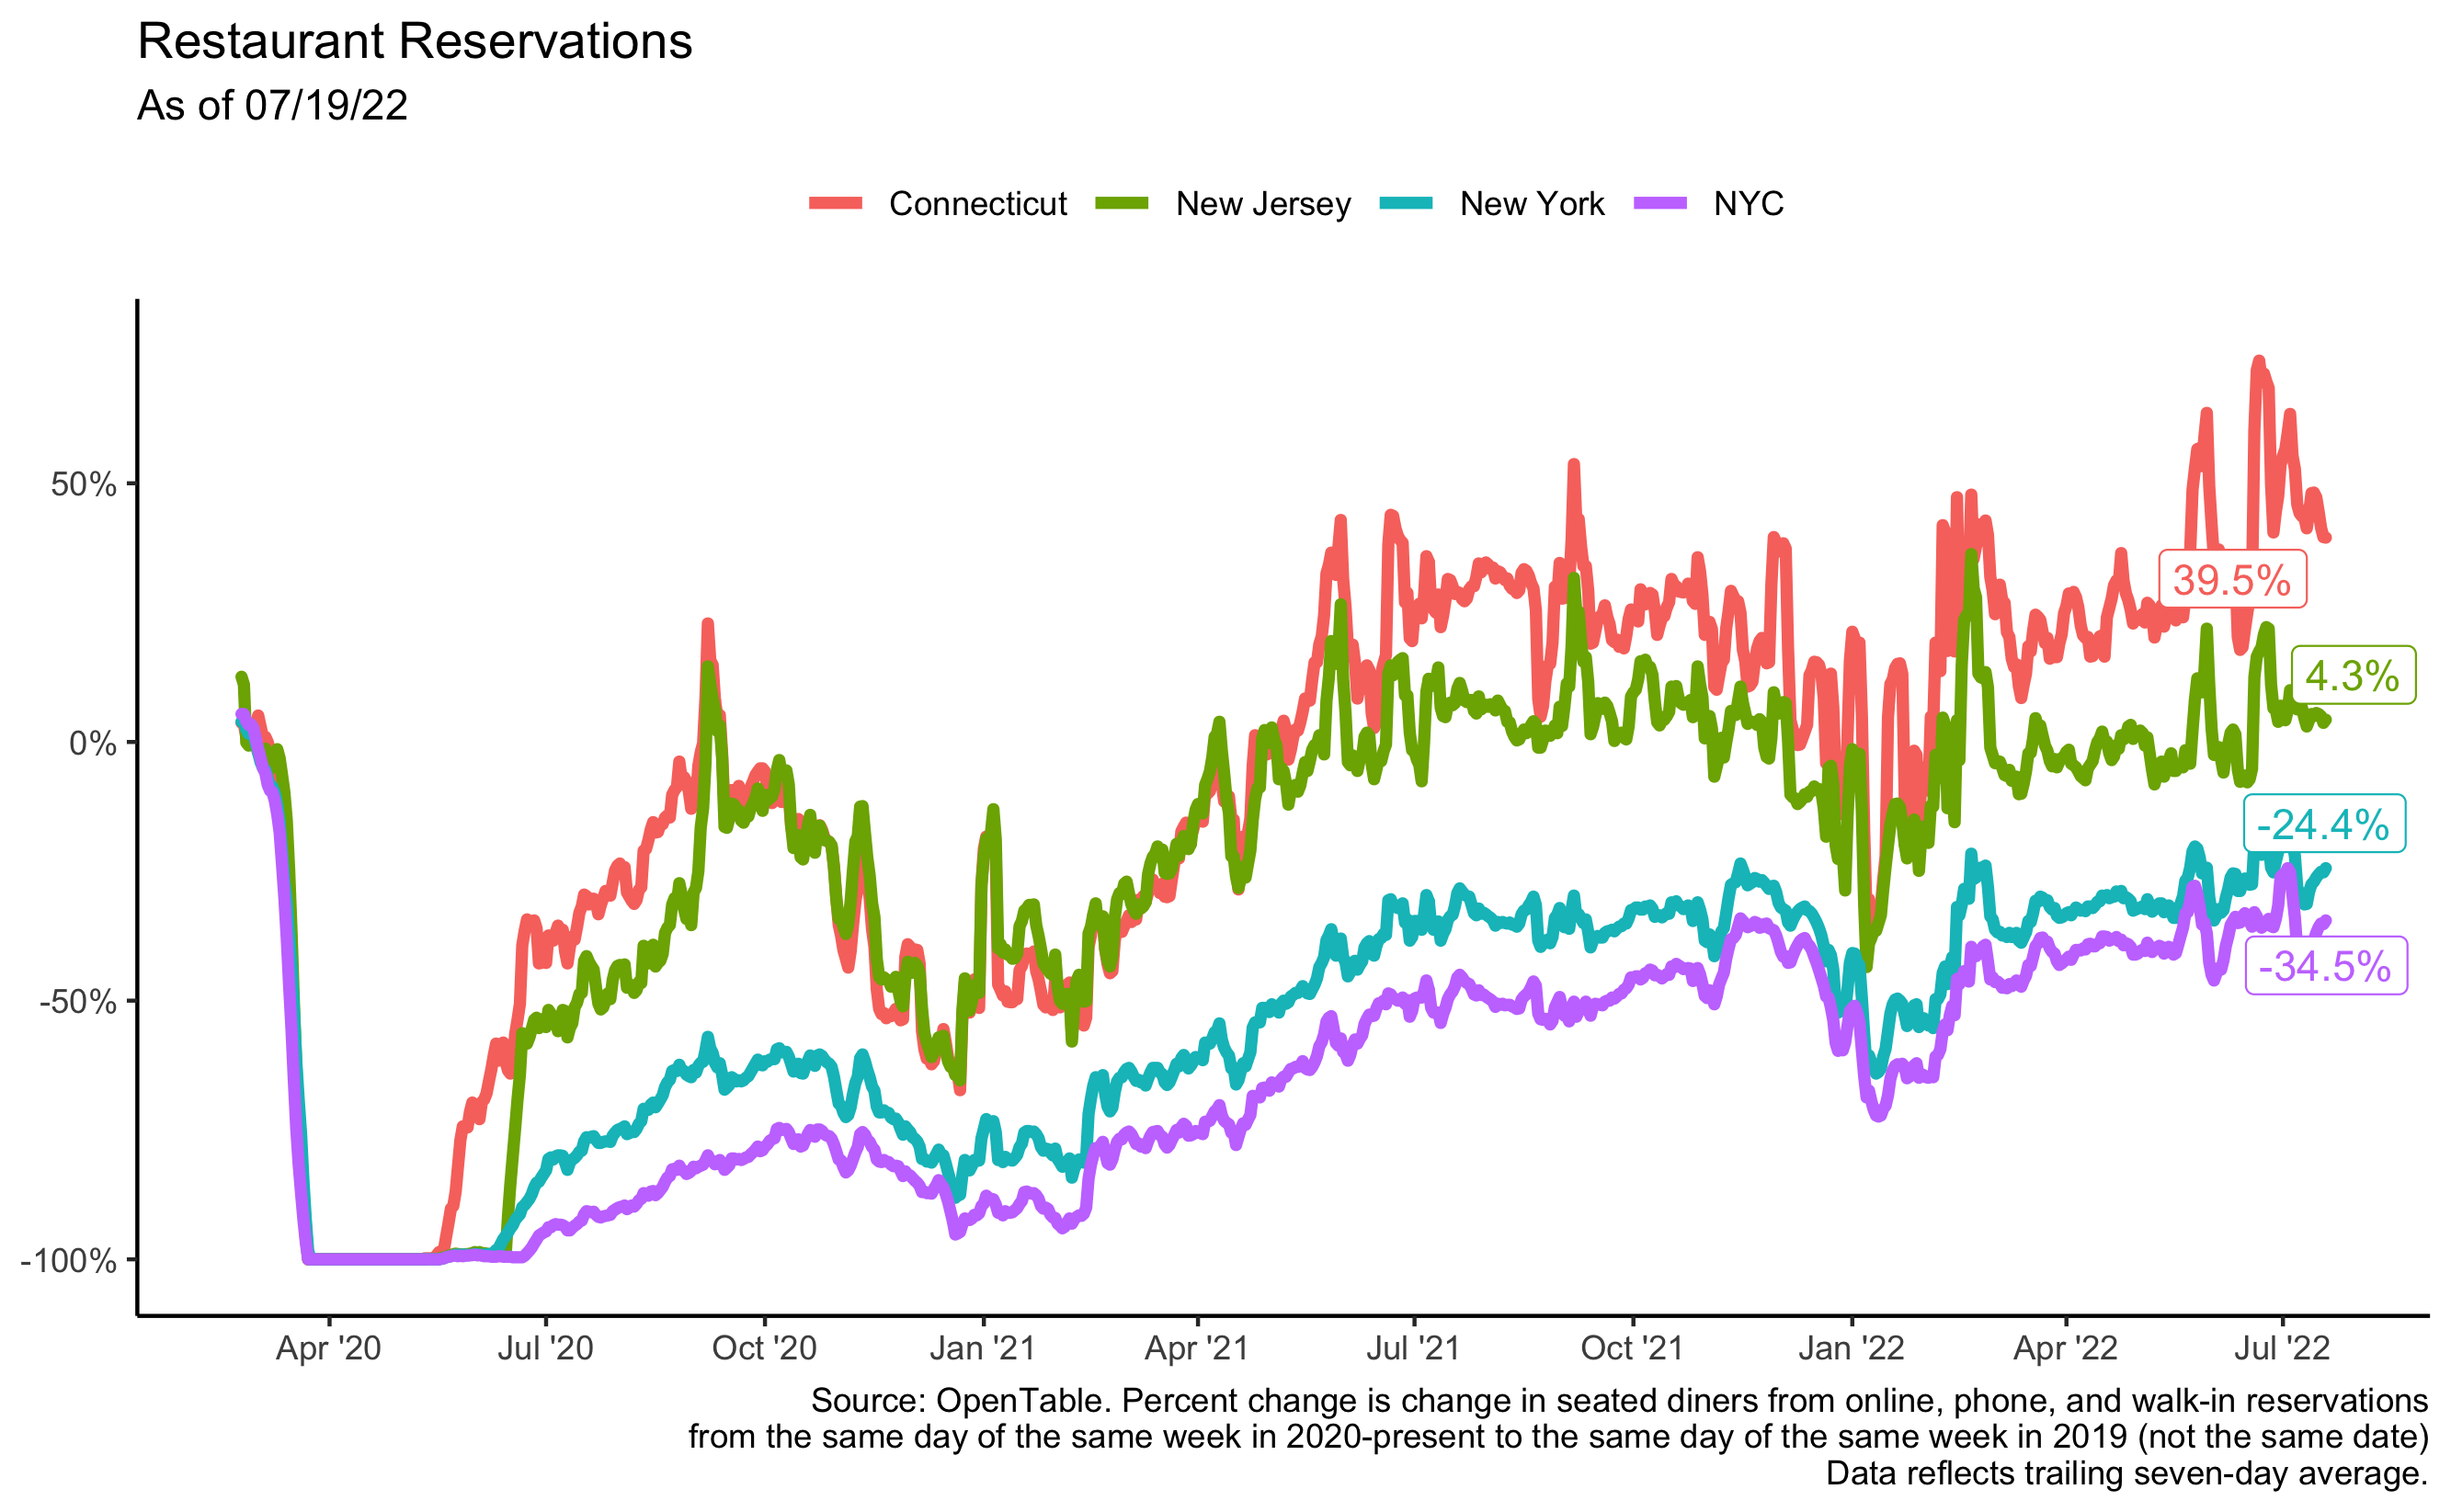 Restaurant Reservations
As of 07/19/22
Connecticut New Jersey New York NYC
50%
0%
-50%
-100%
39.5%
4.3%
-24.4%
-34.5%
Apr '20 Jul '20 Oct '20 Jan '21 Apr '21 Jul '21 Oct '21 Jan '22 Apr '22 Jul '22
Source: OpenTable. Percent change is change in seated diners from online, phone, and walk-in reservations
from the same day of the same week in 2020-present to the same day of the same week in 2019 (not the same date)
Data reflects trailing seven-day average.